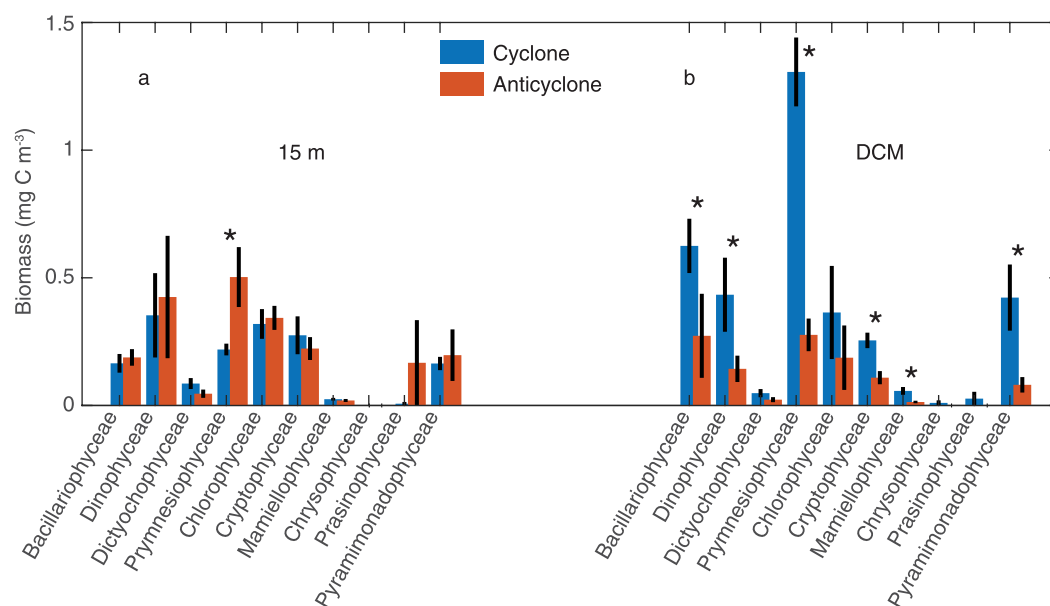 1.5
1
0.5
0
Biomass (mg C m-3)
Cyclone
Anticyclone
a
15 m
*
Bacillariophyceae
Dinophyceae
Dictyochophyceae
Prymnesiophyceae
Chlorophyceae
Cryptophyceae
Mamiellophyceae
Chrysophyceae
Prasinophyceae
Pyramimonadophyceae
b
DCM
*
*
*
*
*
*
Bacillariophyceae
Dinophyceae
Dictyochophyceae
Prymnesiophyceae
Chlorophyceae
Cryptophyceae
Mamiellophyceae
Chrysophyceae
Prasinophyceae
Pyramimonadophyceae